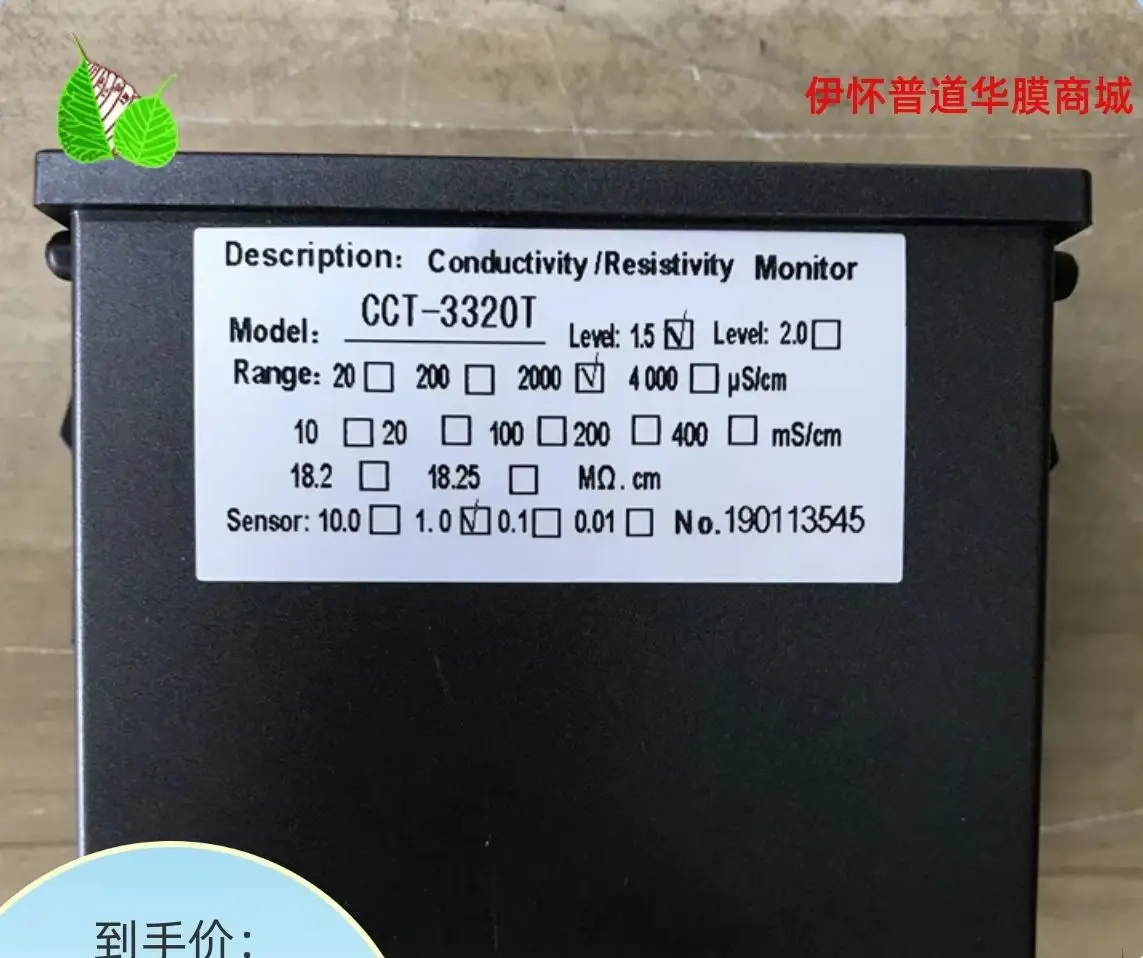 伊怀普道华膜商城
Description: Conductivity/Resistivity Monitor
Model: CCT-3320T Level: 1.5 ☑ Level: 2.0 □
Range: 20 □ 200 □ 2000 ☑ 4000 □ μS/cm
10 □ 20 □ 100 □ 200 □ 400 □ mS/cm
18.2 □ 18.25 □ MΩ.cm
Sensor: 10.0 □ 1.0 ☑ 0.1 □ 0.01 □ No.190113545
到手价: